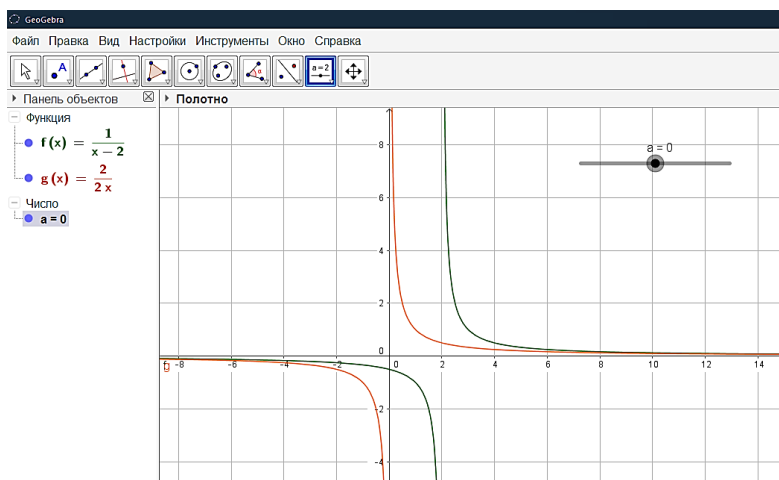 GeoGebra
Файл Правка Вид Настройки Инструменты Окно Справка
A
α
a=2
Панель объектов
Полотно
Функция
f (x) = 1 / (x − 2)
g (x) = 2 / (2 x)
Число
a = 0
a = 0
8
6
4
2
0
-8 -6 -4 -2 0 2 4 6 8 10 12 14
g
-2
-4